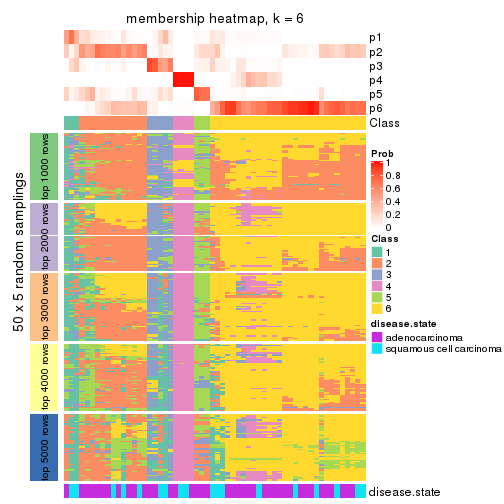 membership heatmap, k = 6
p1
p2
p3
p4
p5
p6
Class
50 x 5 random samplings
top 1000 rows
top 2000 rows
top 3000 rows
top 4000 rows
top 5000 rows
Prob
1
0.8
0.6
0.4
0.2
0
Class
1
2
3
4
5
6
disease.state
adenocarcinoma
squamous cell carcinoma
disease.state